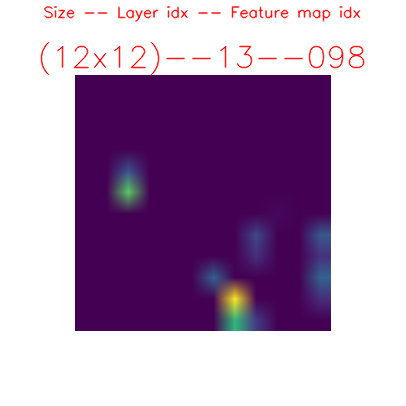 Size -- Layer idx -- Feature map idx
(12x12)--13--098